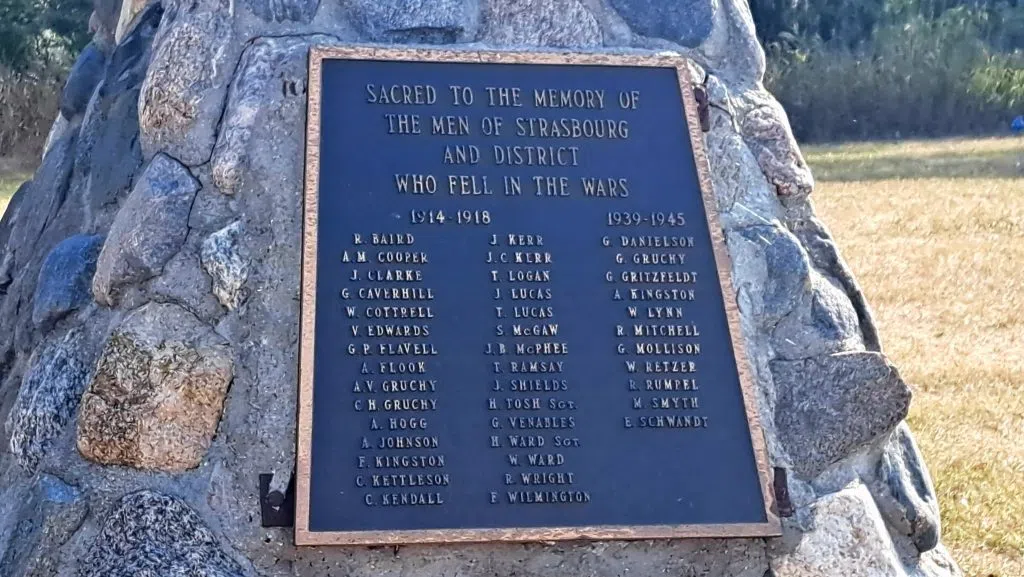 SACRED TO THE MEMORY OF
THE MEN OF STRASBOURG
AND DISTRICT
WHO FELL IN THE WARS
1914-1918 1939-1945
R. BAIRD J. KERR G. DANIELSON
A.M. COOPER J.C. KERR G. GRUCHY
J. CLARKE T. LOGAN G. GRITZFELDT
G. CAVERHILL J. LUCAS A. KINGSTON
W. COTTRELL T. LUCAS W. LYNN
V. EDWARDS S. McGAW R. MITCHELL
G.P. FLAVELL J.B. McPHEE G. MOLLISON
A. FLOOK T. RAMSAY W. RETZER
A.V. GRUCHY J. SHIELDS R. RUMPEL
C.H. GRUCHY H. TOSH SGT. M. SMYTH
A. HOGG G. VENABLES E. SCHWANDT
A. JOHNSON H. WARD SGT.
F. KINGSTON W. WARD
C. KETTLESON R. WRIGHT
C. KENDALL F. WILMINGTON